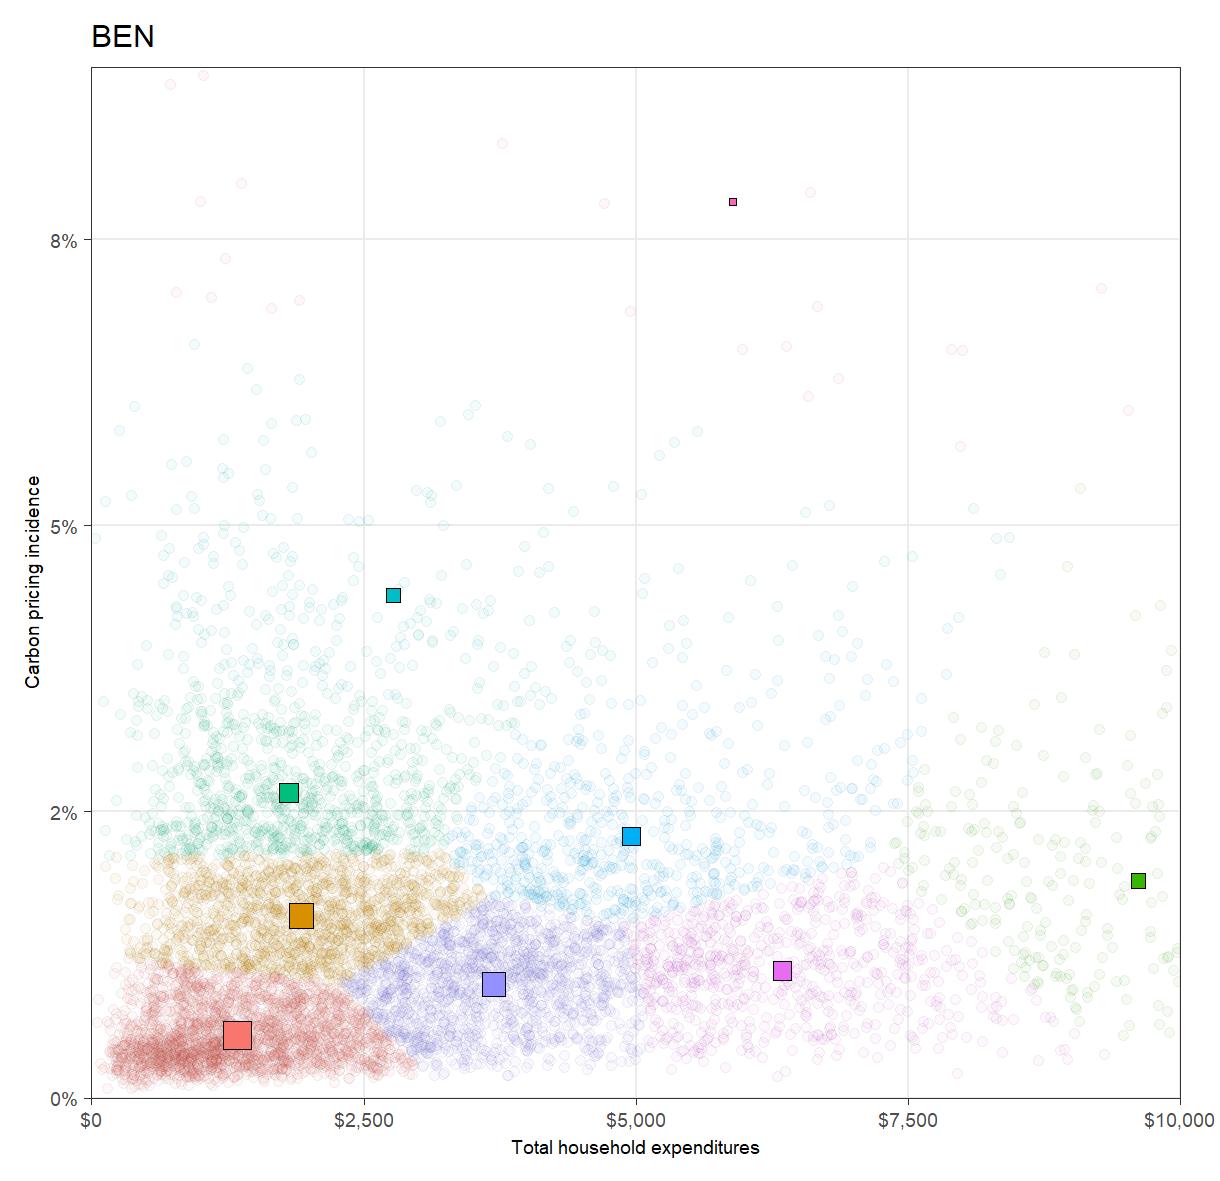 BEN
Carbon pricing incidence
8%
5%
2%
0%
$0 $2,500 $5,000 $7,500 $10,000
Total household expenditures